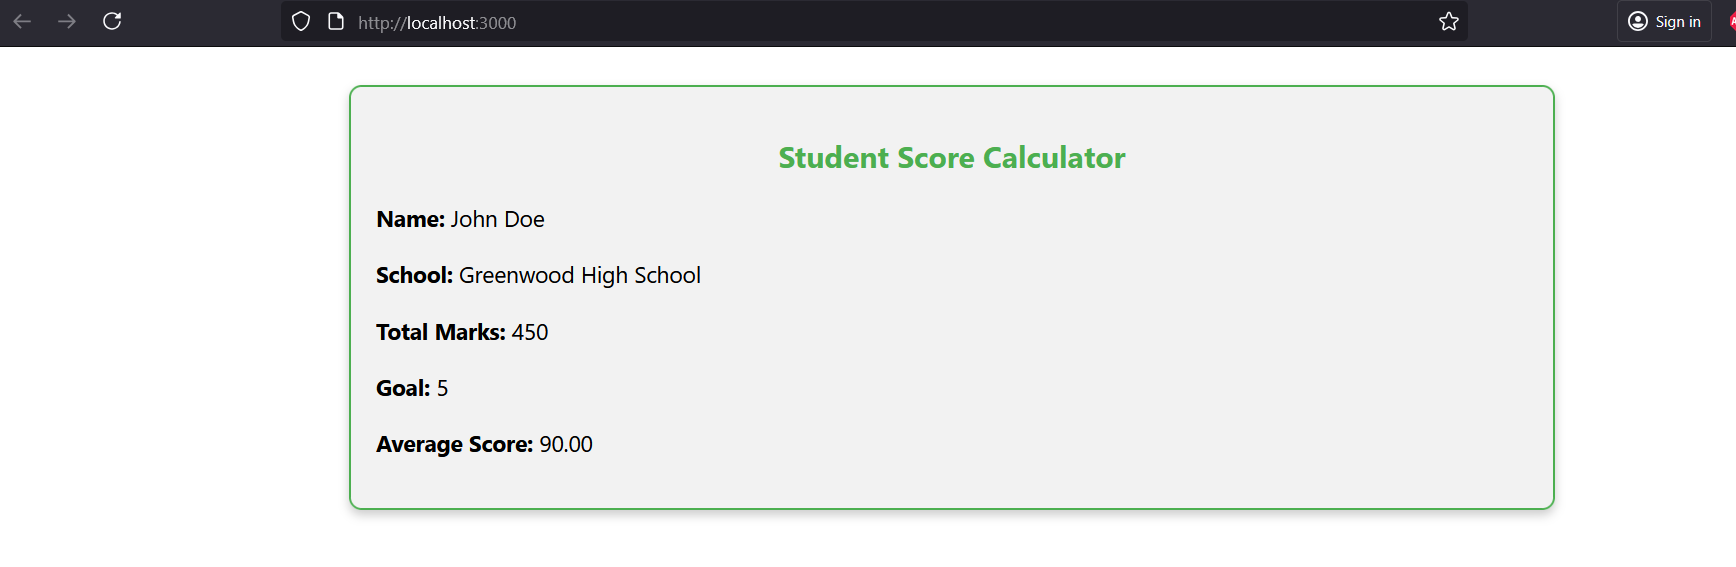 http://localhost:3000
Sign in
Student Score Calculator
Name: John Doe
School: Greenwood High School
Total Marks: 450
Goal: 5
Average Score: 90.00